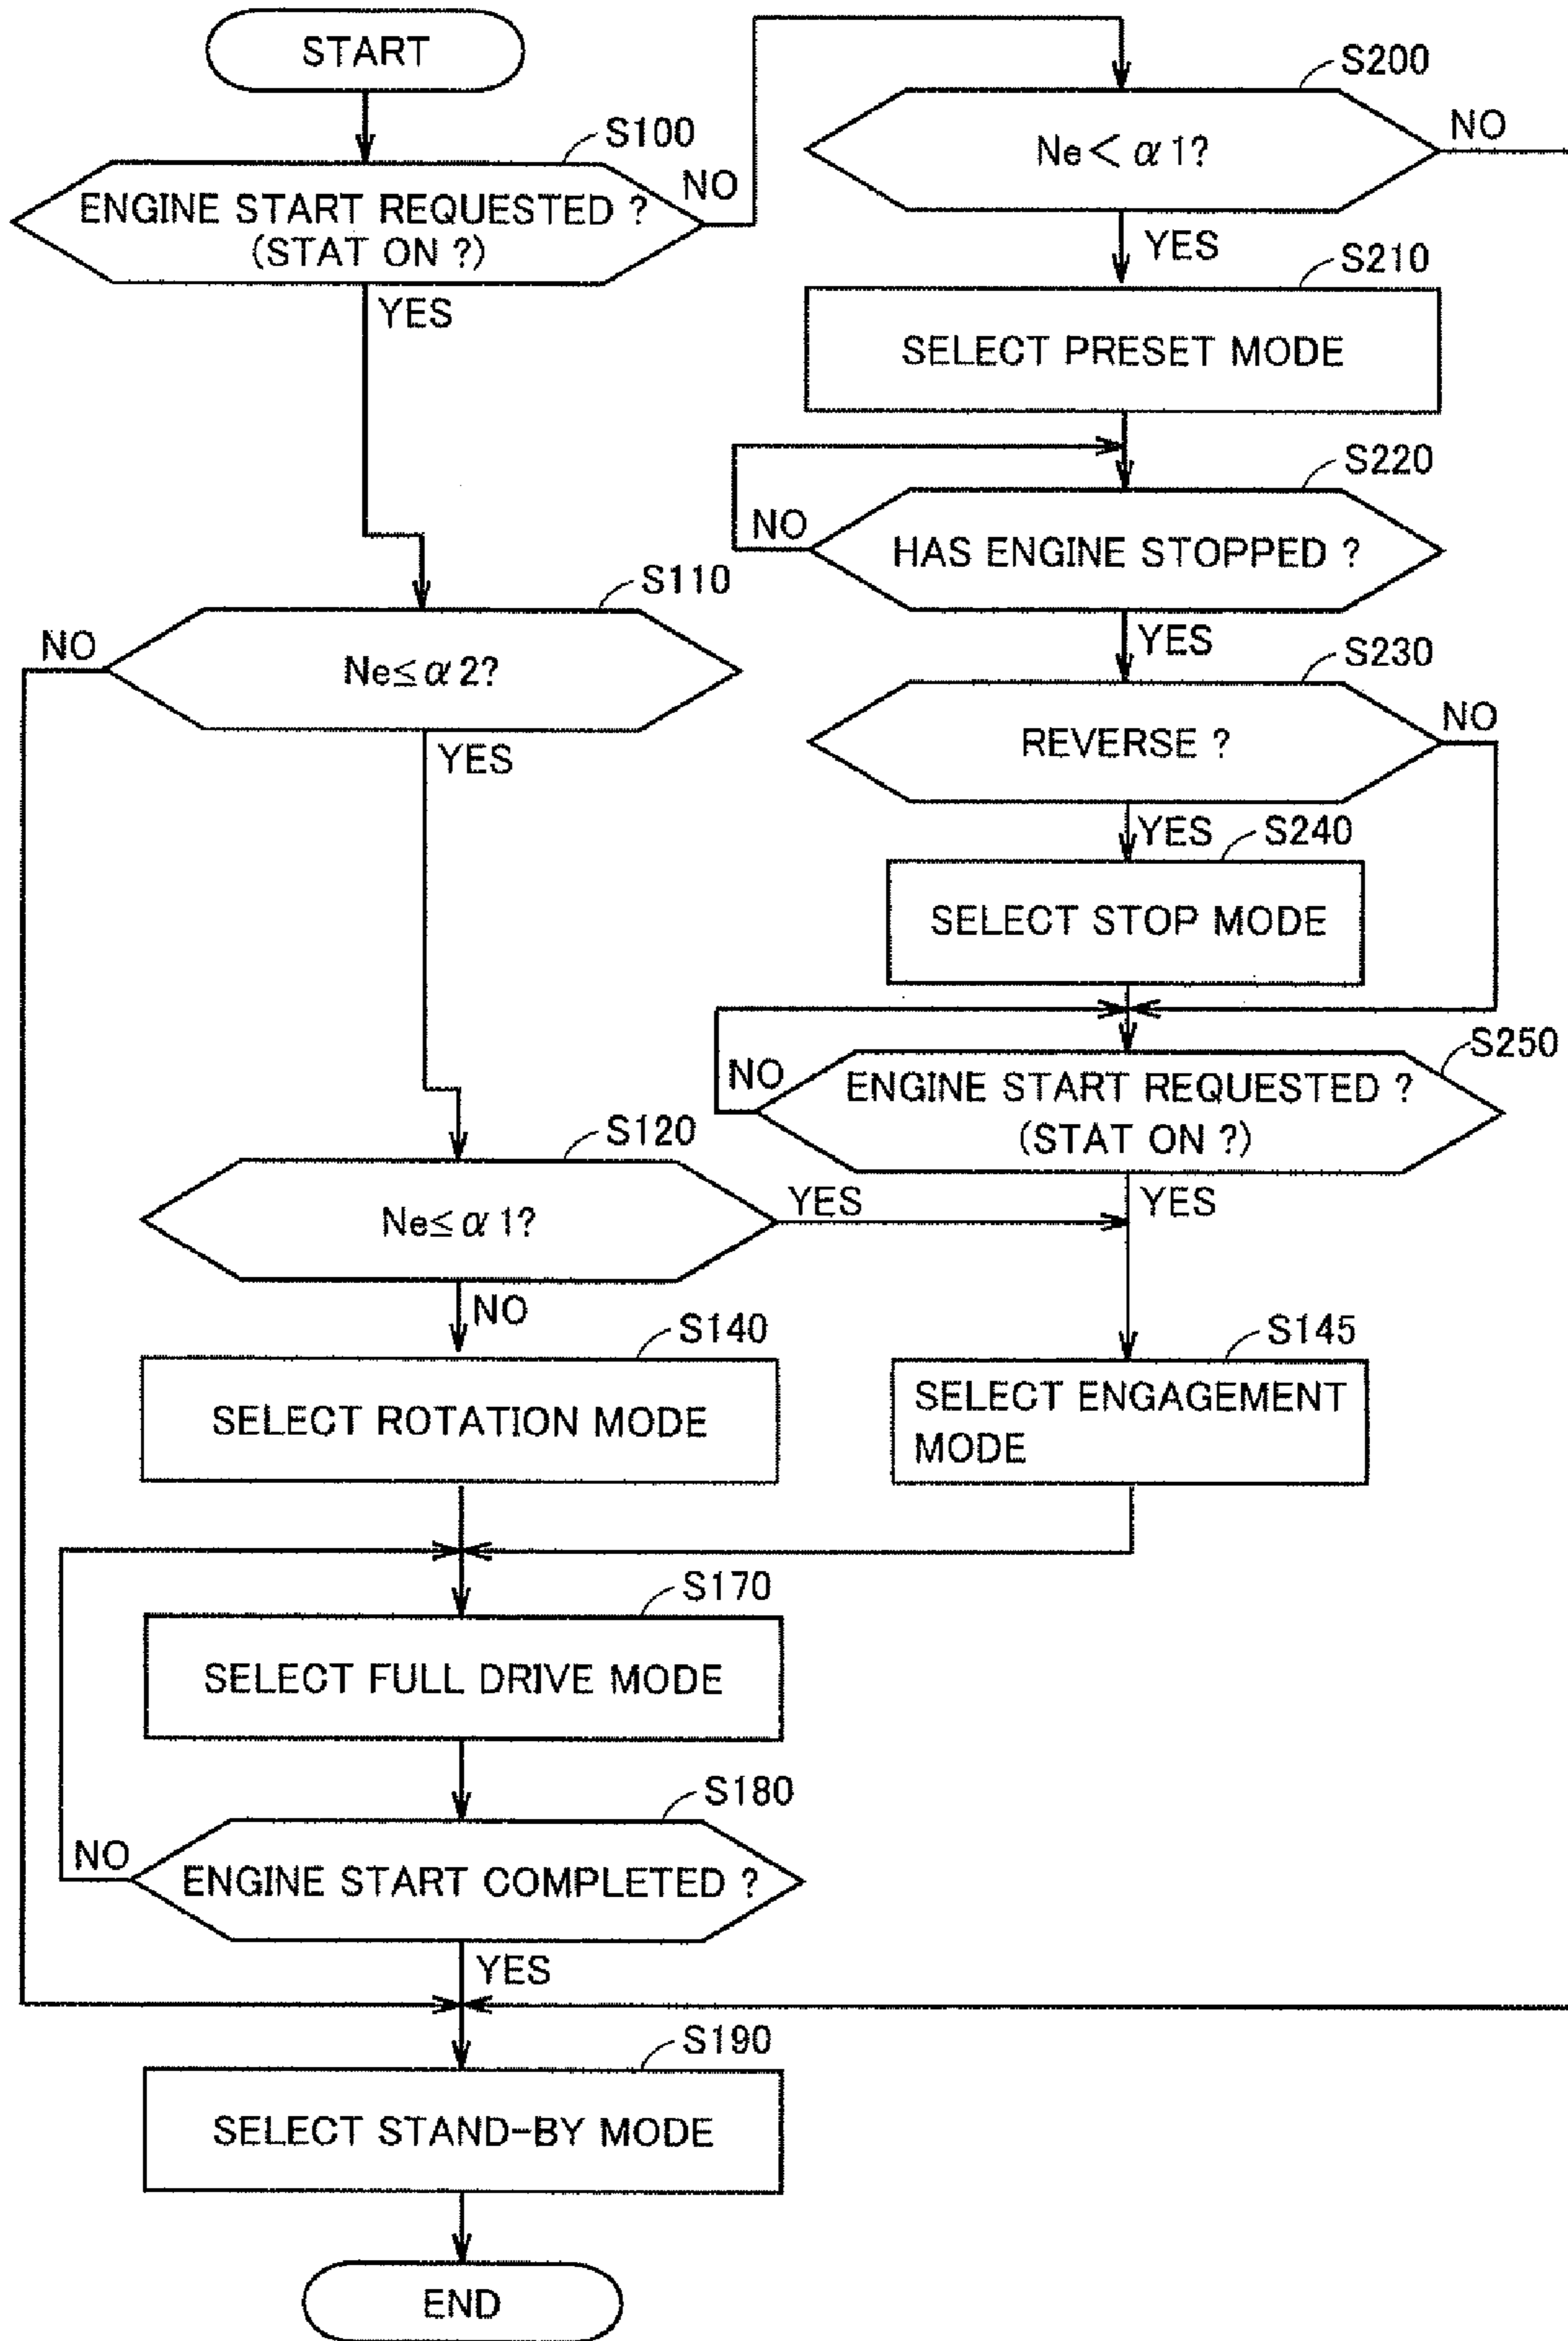 START
S100
ENGINE START REQUESTED ?
(STAT ON ?)
NO
YES
S200
Ne < α 1?
NO
YES
S210
SELECT PRESET MODE
S220
HAS ENGINE STOPPED ?
NO
YES
S230
REVERSE ?
NO
YES
S240
SELECT STOP MODE
S250
ENGINE START REQUESTED ?
(STAT ON ?)
NO
YES
S110
Ne ≤ α 2?
NO
YES
S120
Ne ≤ α 1?
YES
NO
S140
SELECT ROTATION MODE
S145
SELECT ENGAGEMENT
MODE
S170
SELECT FULL DRIVE MODE
S180
ENGINE START COMPLETED ?
NO
YES
S190
SELECT STAND-BY MODE
END